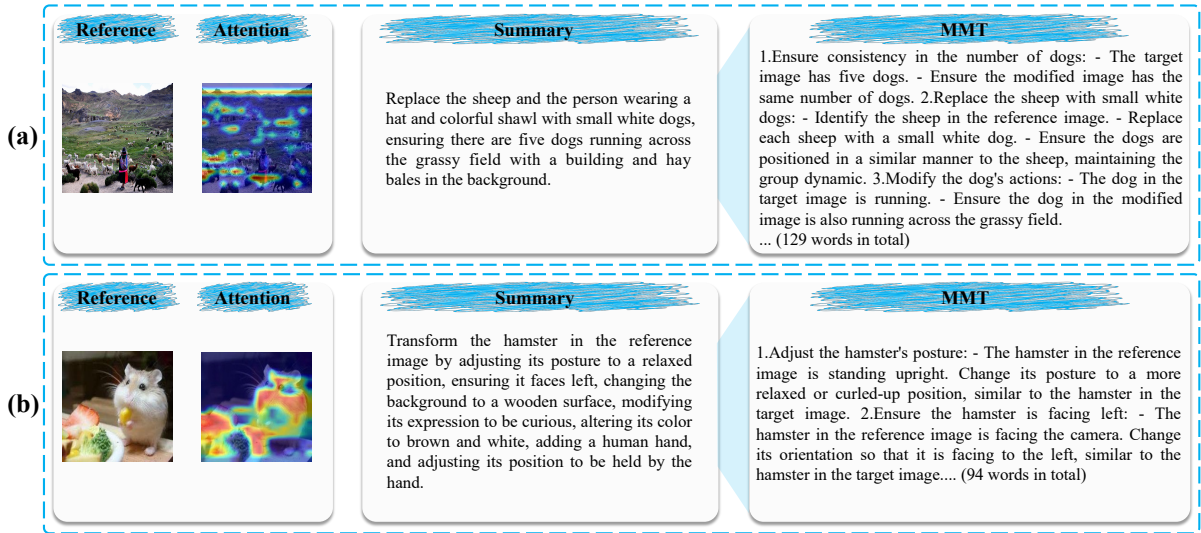 Reference Attention Summary MMT
(a)
Replace the sheep and the person wearing a
hat and colorful shawl with small white dogs,
ensuring there are five dogs running across
the grassy field with a building and hay
bales in the background.
1.Ensure consistency in the number of dogs: - The target
image has five dogs. - Ensure the modified image has the
same number of dogs. 2.Replace the sheep with small white
dogs: - Identify the sheep in the reference image. - Replace
each sheep with a small white dog. - Ensure the dogs are
positioned in a similar manner to the sheep, maintaining the
group dynamic. 3.Modify the dog's actions: - The dog in the
target image is running. - Ensure the dog in the modified
image is also running across the grassy field.
... (129 words in total)
Reference Attention Summary MMT
(b)
Transform the hamster in the reference
image by adjusting its posture to a relaxed
position, ensuring it faces left, changing the
background to a wooden surface, modifying
its expression to be curious, altering its color
to brown and white, adding a human hand,
and adjusting its position to be held by the
hand.
1.Adjust the hamster's posture: - The hamster in the reference
image is standing upright. Change its posture to a more
relaxed or curled-up position, similar to the hamster in the
target image. 2.Ensure the hamster is facing left: - The
hamster in the reference image is facing the camera. Change
its orientation so that it is facing to the left, similar to the
hamster in the target image.... (94 words in total)